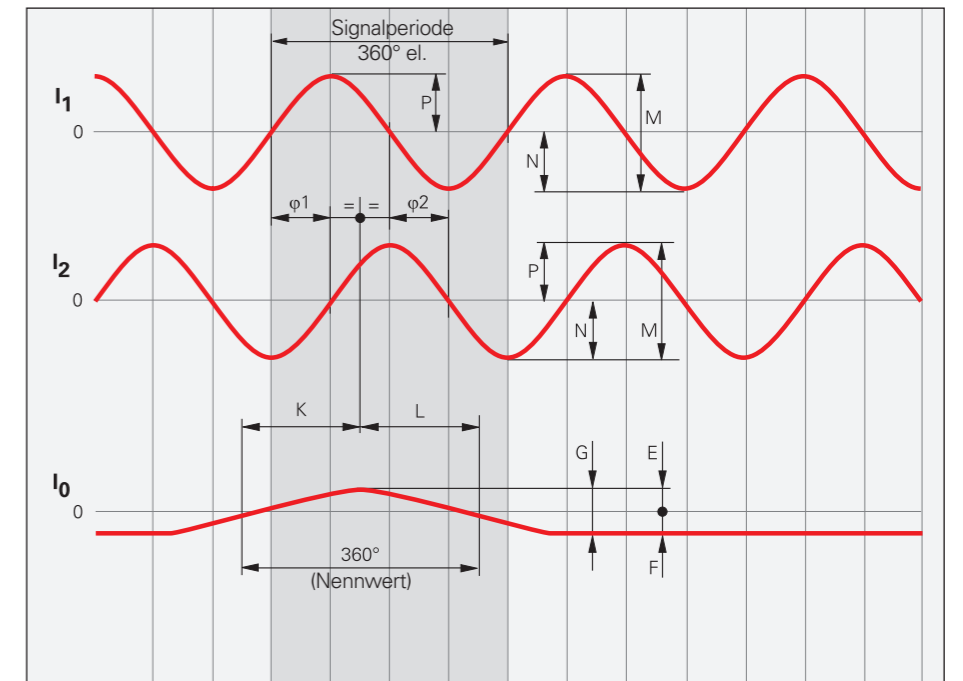 Signalperiode
360° el.
I1
P
M
0
N
φ1 = = φ2
I2
P
0
N M
K L
G E
I0
0
360°
F
(Nennwert)